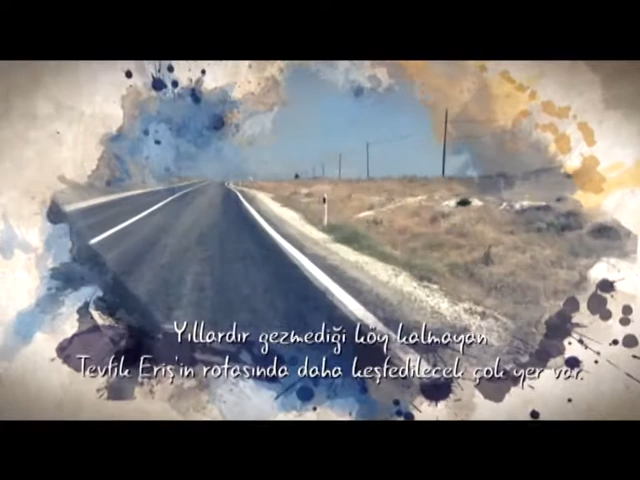 Yıllardır gezmediği köy kalmayan
Tevfik Eriş'in rotasında daha keşfedilecek çok yer var.